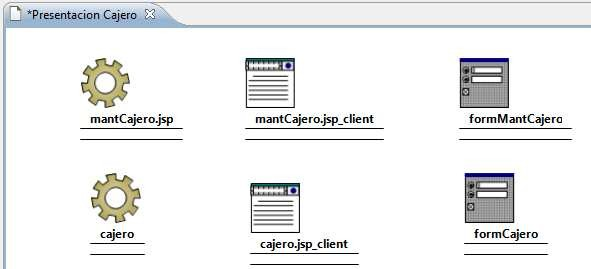 *Presentacion Cajero
mantCajero.jsp
mantCajero.jsp_client
formMantCajero
cajero
cajero.jsp_client
formCajero